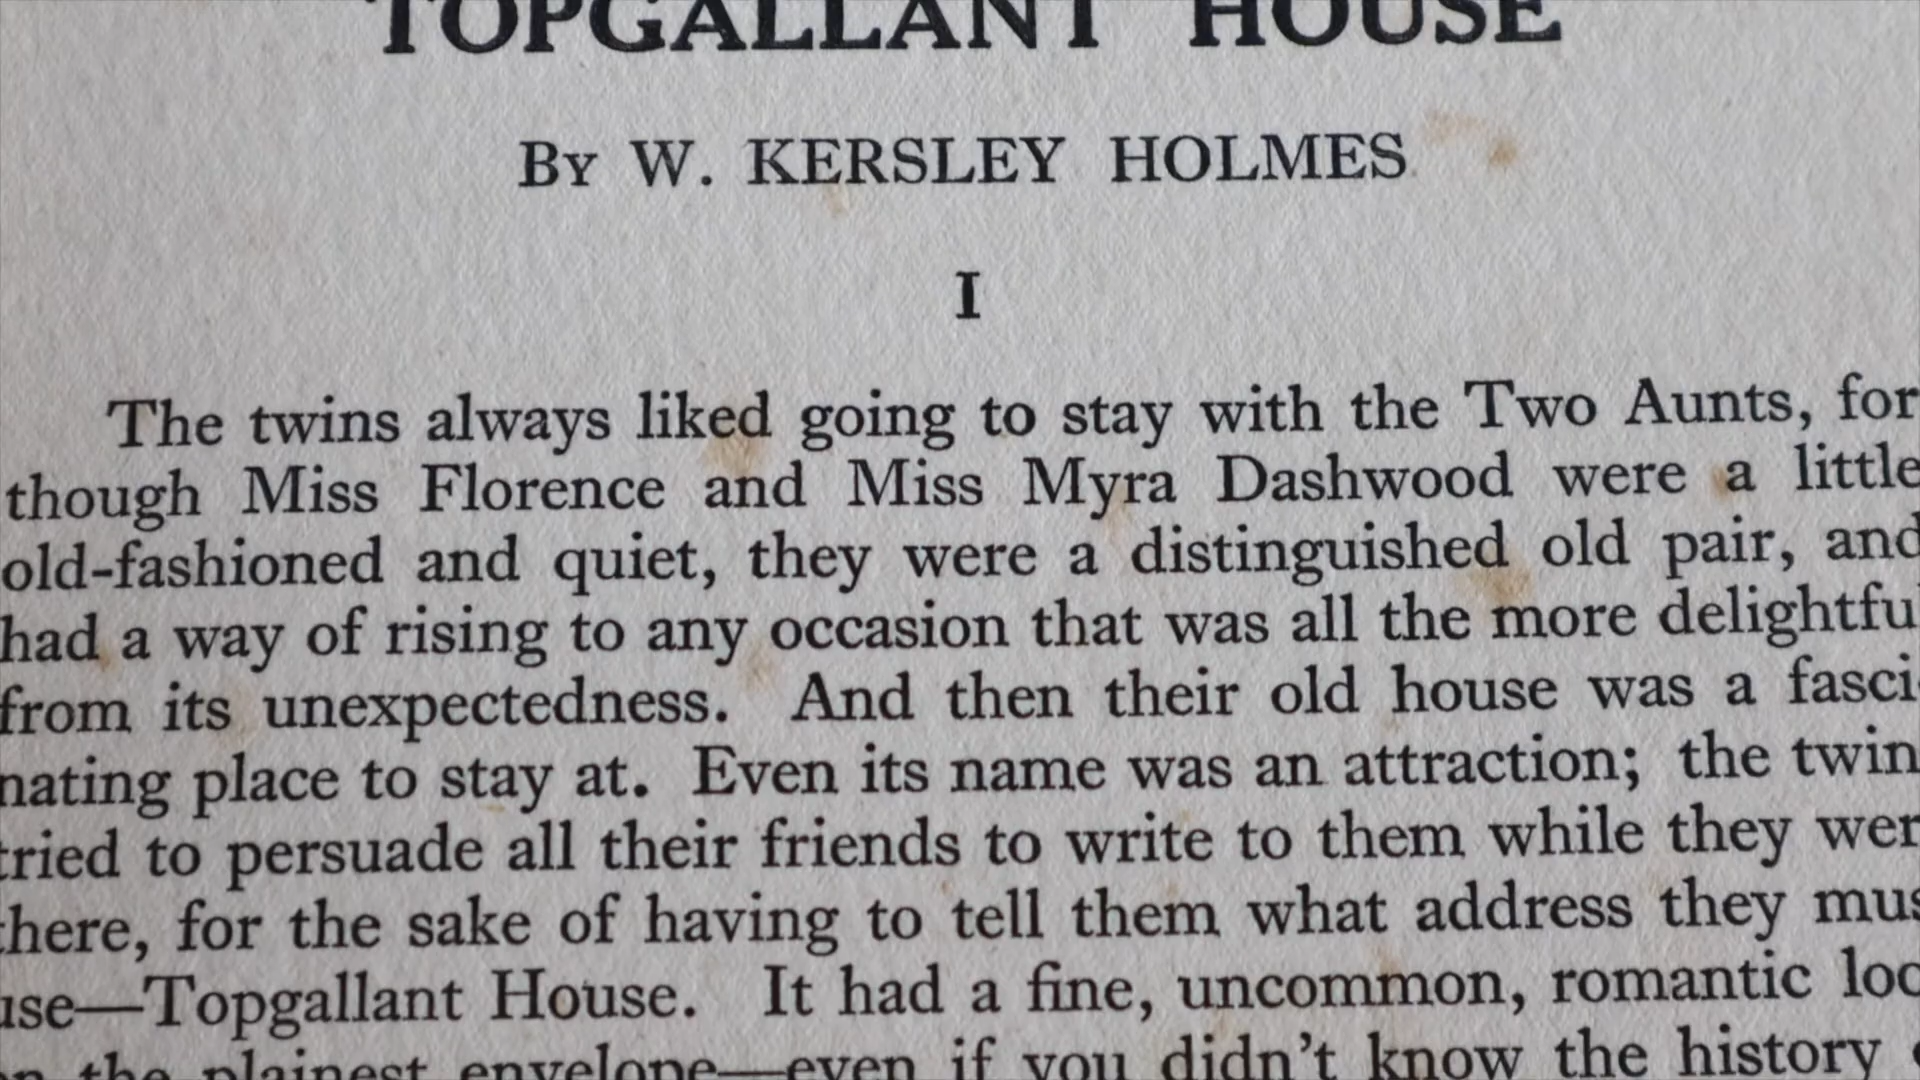 TOPGALLANT HOUSE
By W. KERSLEY HOLMES
I
The twins always liked going to stay with the Two Aunts, for
though Miss Florence and Miss Myra Dashwood were a little
old-fashioned and quiet, they were a distinguished old pair, and
had a way of rising to any occasion that was all the more delightful
from its unexpectedness. And then their old house was a fasci-
nating place to stay at. Even its name was an attraction; the twin
tried to persuade all their friends to write to them while they wer
there, for the sake of having to tell them what address they mus
use—Topgallant House. It had a fine, uncommon, romantic loo
on the plainest envelope—even if you didn't know the history